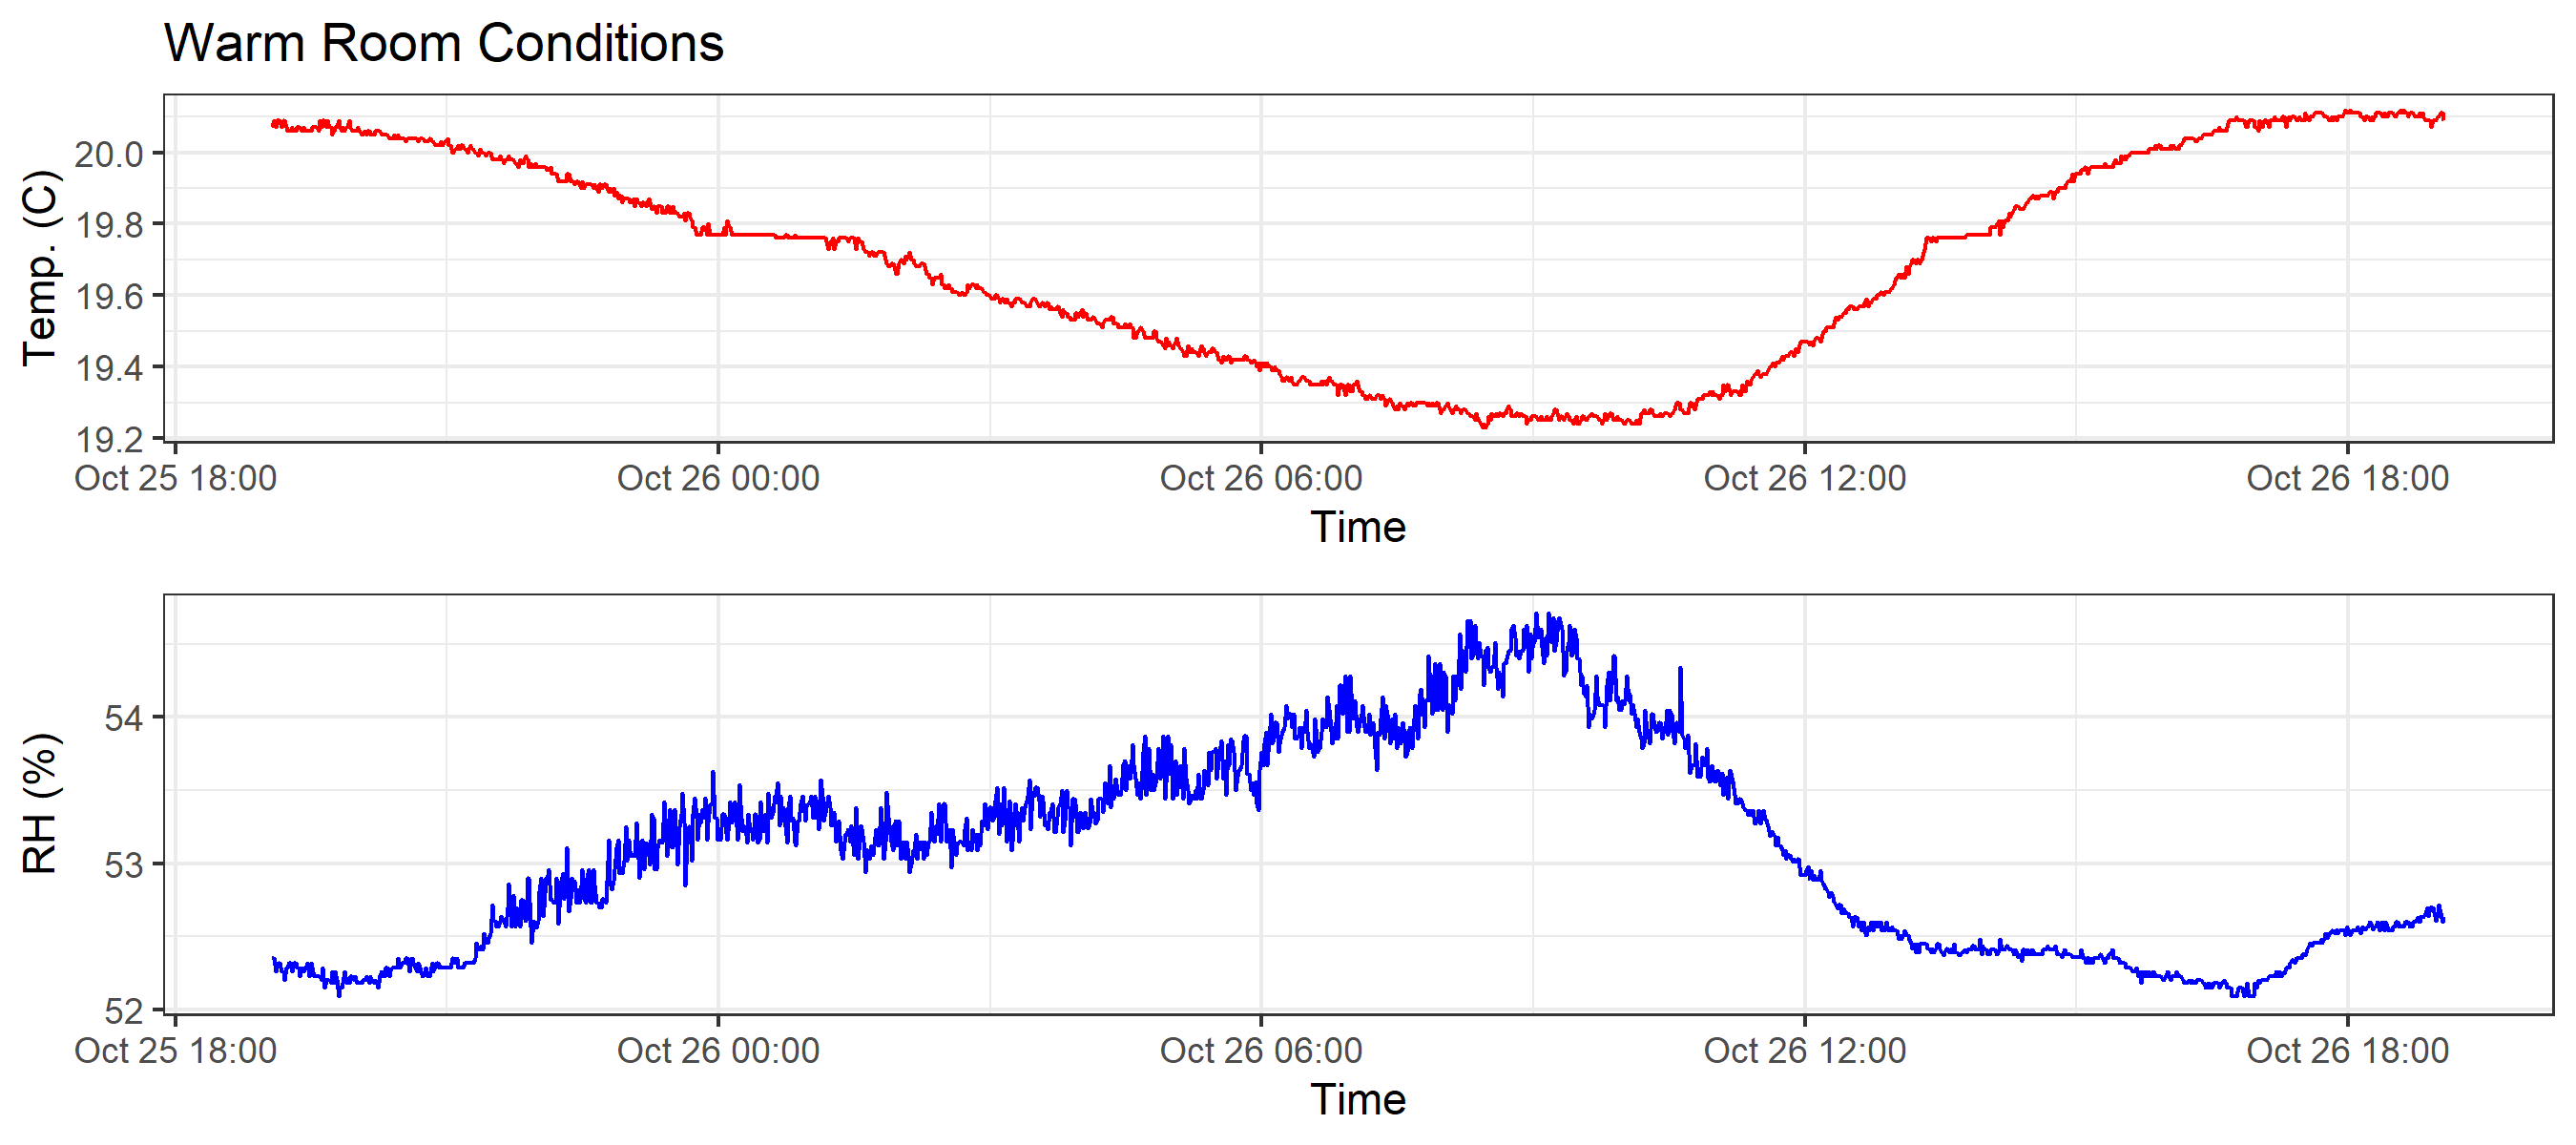 Warm Room Conditions
Temp. (C)
20.0
19.8
19.6
19.4
19.2
Oct 25 18:00 Oct 26 00:00 Oct 26 06:00 Oct 26 12:00 Oct 26 18:00
Time
RH (%)
54
53
52
Oct 25 18:00 Oct 26 00:00 Oct 26 06:00 Oct 26 12:00 Oct 26 18:00
Time